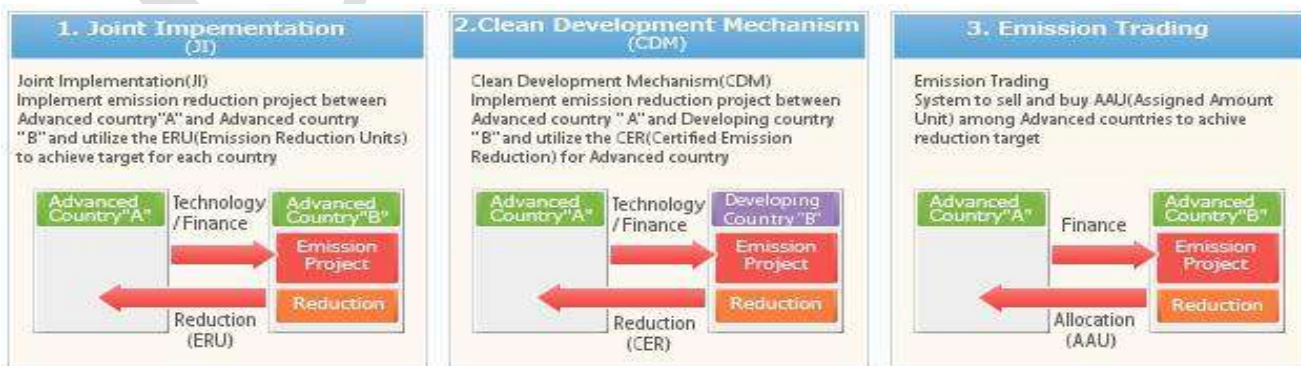 1. Joint Impementation
(JI)
Joint Implementation(JI)
Implement emission reduction project between
Advanced country"A" and Advanced country
"B" and utilize the ERU(Emission Reduction Units)
to achieve target for each country
Advanced
Country"A"
Technology
/Finance
Advanced
Country"B"
Emission
Project
Reduction
Reduction
(ERU)
2.Clean Development Mechanism
(CDM)
Clean Development Mechanism(CDM)
Implement emission reduction project between
Advanced country "A" and Developing country
"B" and utilize the CER(Certified Emission
Reduction) for Advanced country
Advanced
Country"A"
Technology
/Finance
Developing
Country"B"
Emission
Project
Reduction
Reduction
(CER)
3. Emission Trading
Emission Trading
System to sell and buy AAU(Assigned Amount
Unit) among Advanced countries to achive
reduction target
Advanced
Country"A"
Finance
Advanced
Country"B"
Emission
Project
Reduction
Allocation
(AAU)